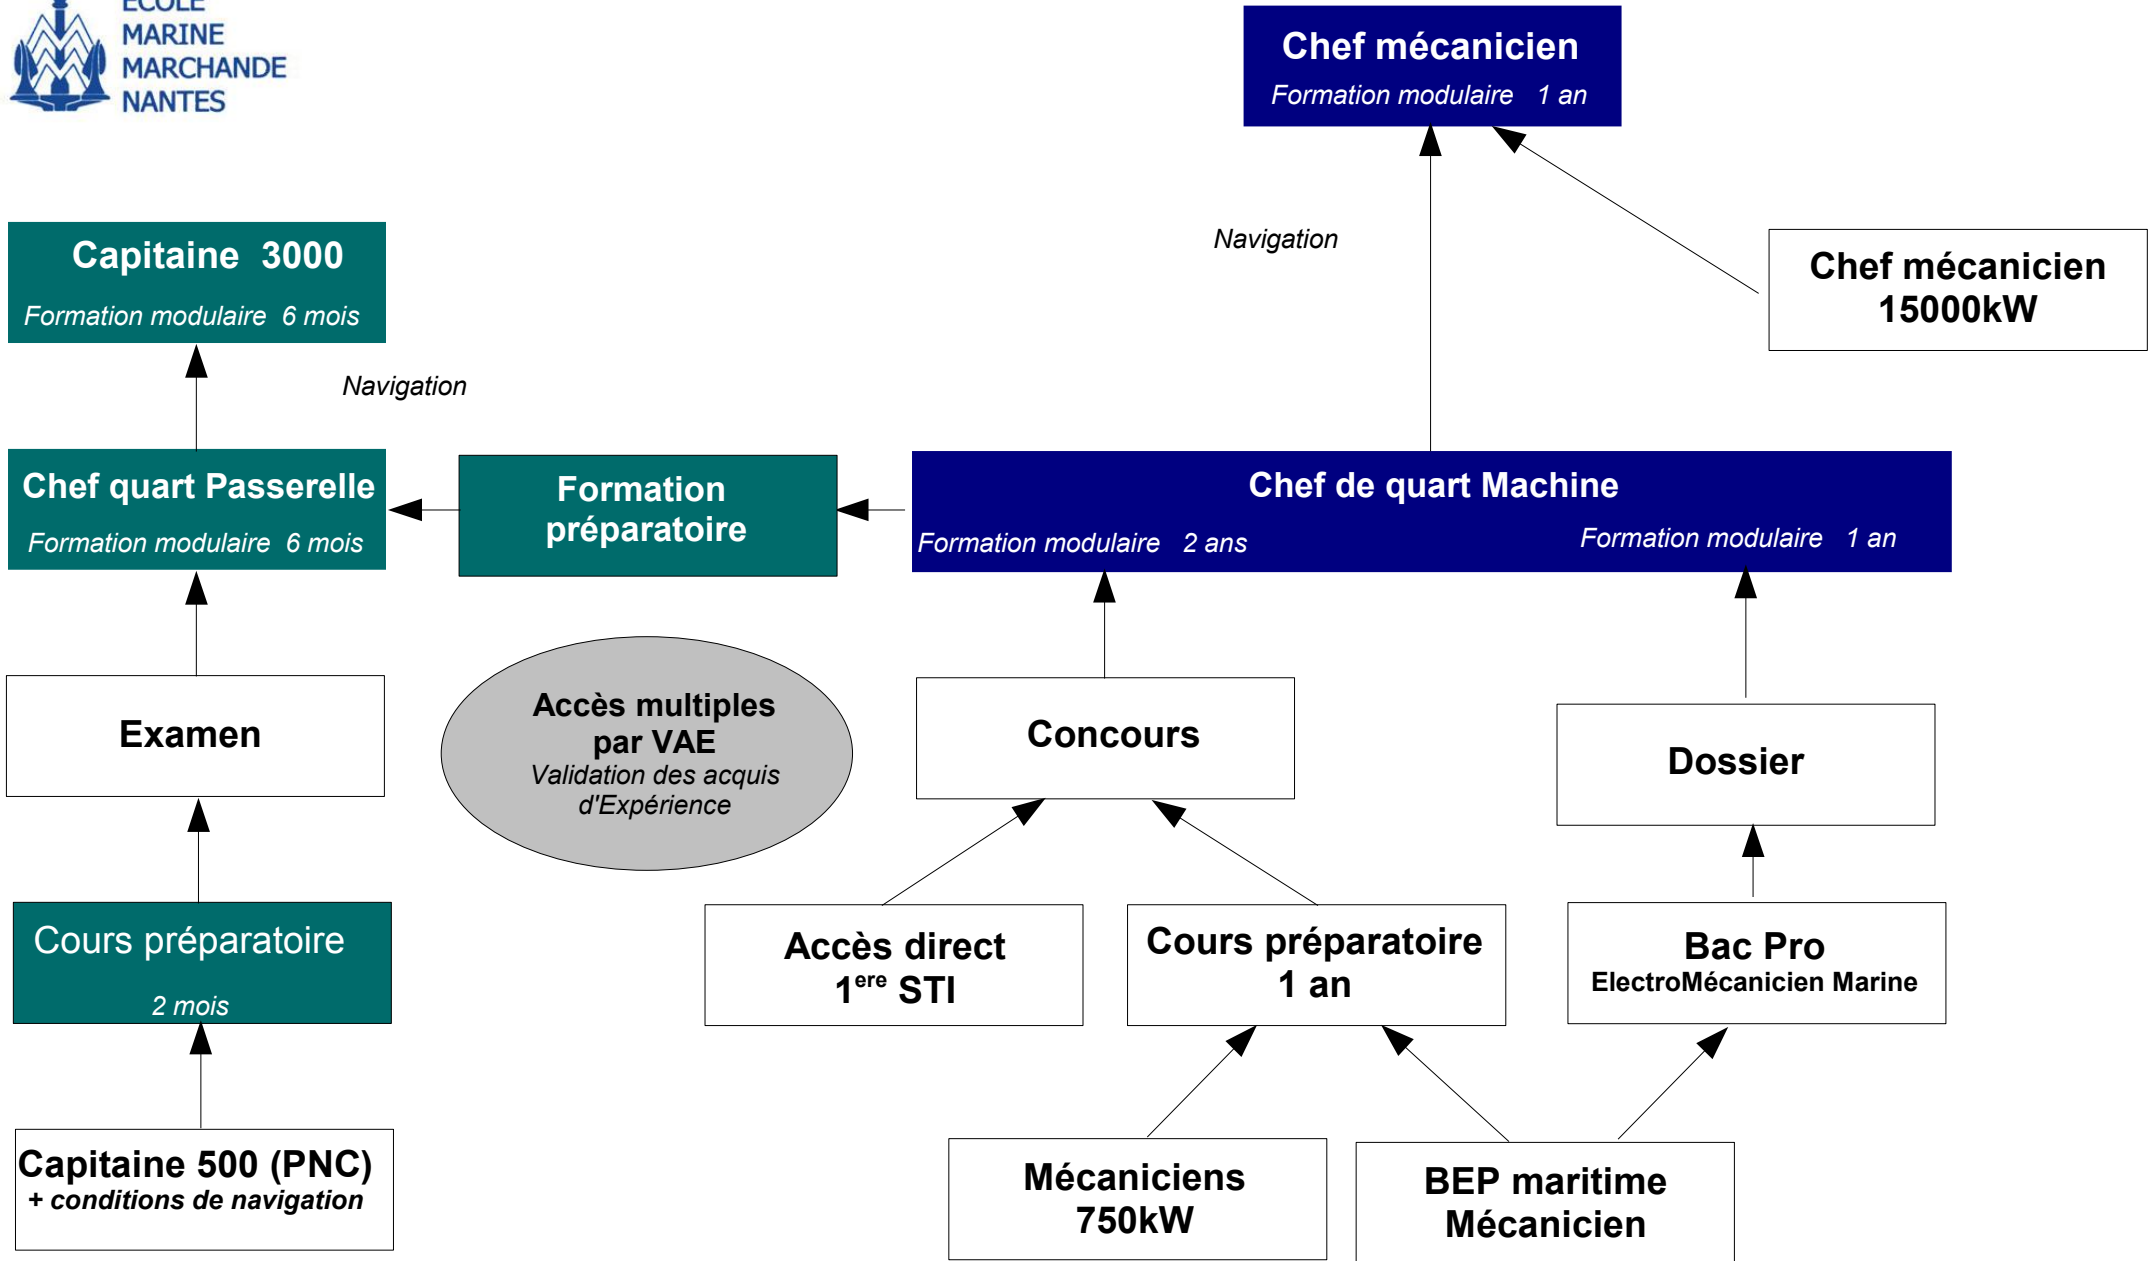 ECOLE
MARINE
MARCHANDE
NANTES
Chef mécanicien
Formation modulaire 1 an
Capitaine 3000
Formation modulaire 6 mois
Navigation
Chef mécanicien
15000kW
Navigation
Chef quart Passerelle
Formation modulaire 6 mois
Formation
préparatoire
Chef de quart Machine
Formation modulaire 2 ans
Formation modulaire 1 an
Examen
Accès multiples
par VAE
Validation des acquis
d'Expérience
Concours
Dossier
Cours préparatoire
2 mois
Accès direct
1ere STI
Cours préparatoire
1 an
Bac Pro
ElectroMécanicien Marine
Capitaine 500 (PNC)
+ conditions de navigation
Mécaniciens
750kW
BEP maritime
Mécanicien